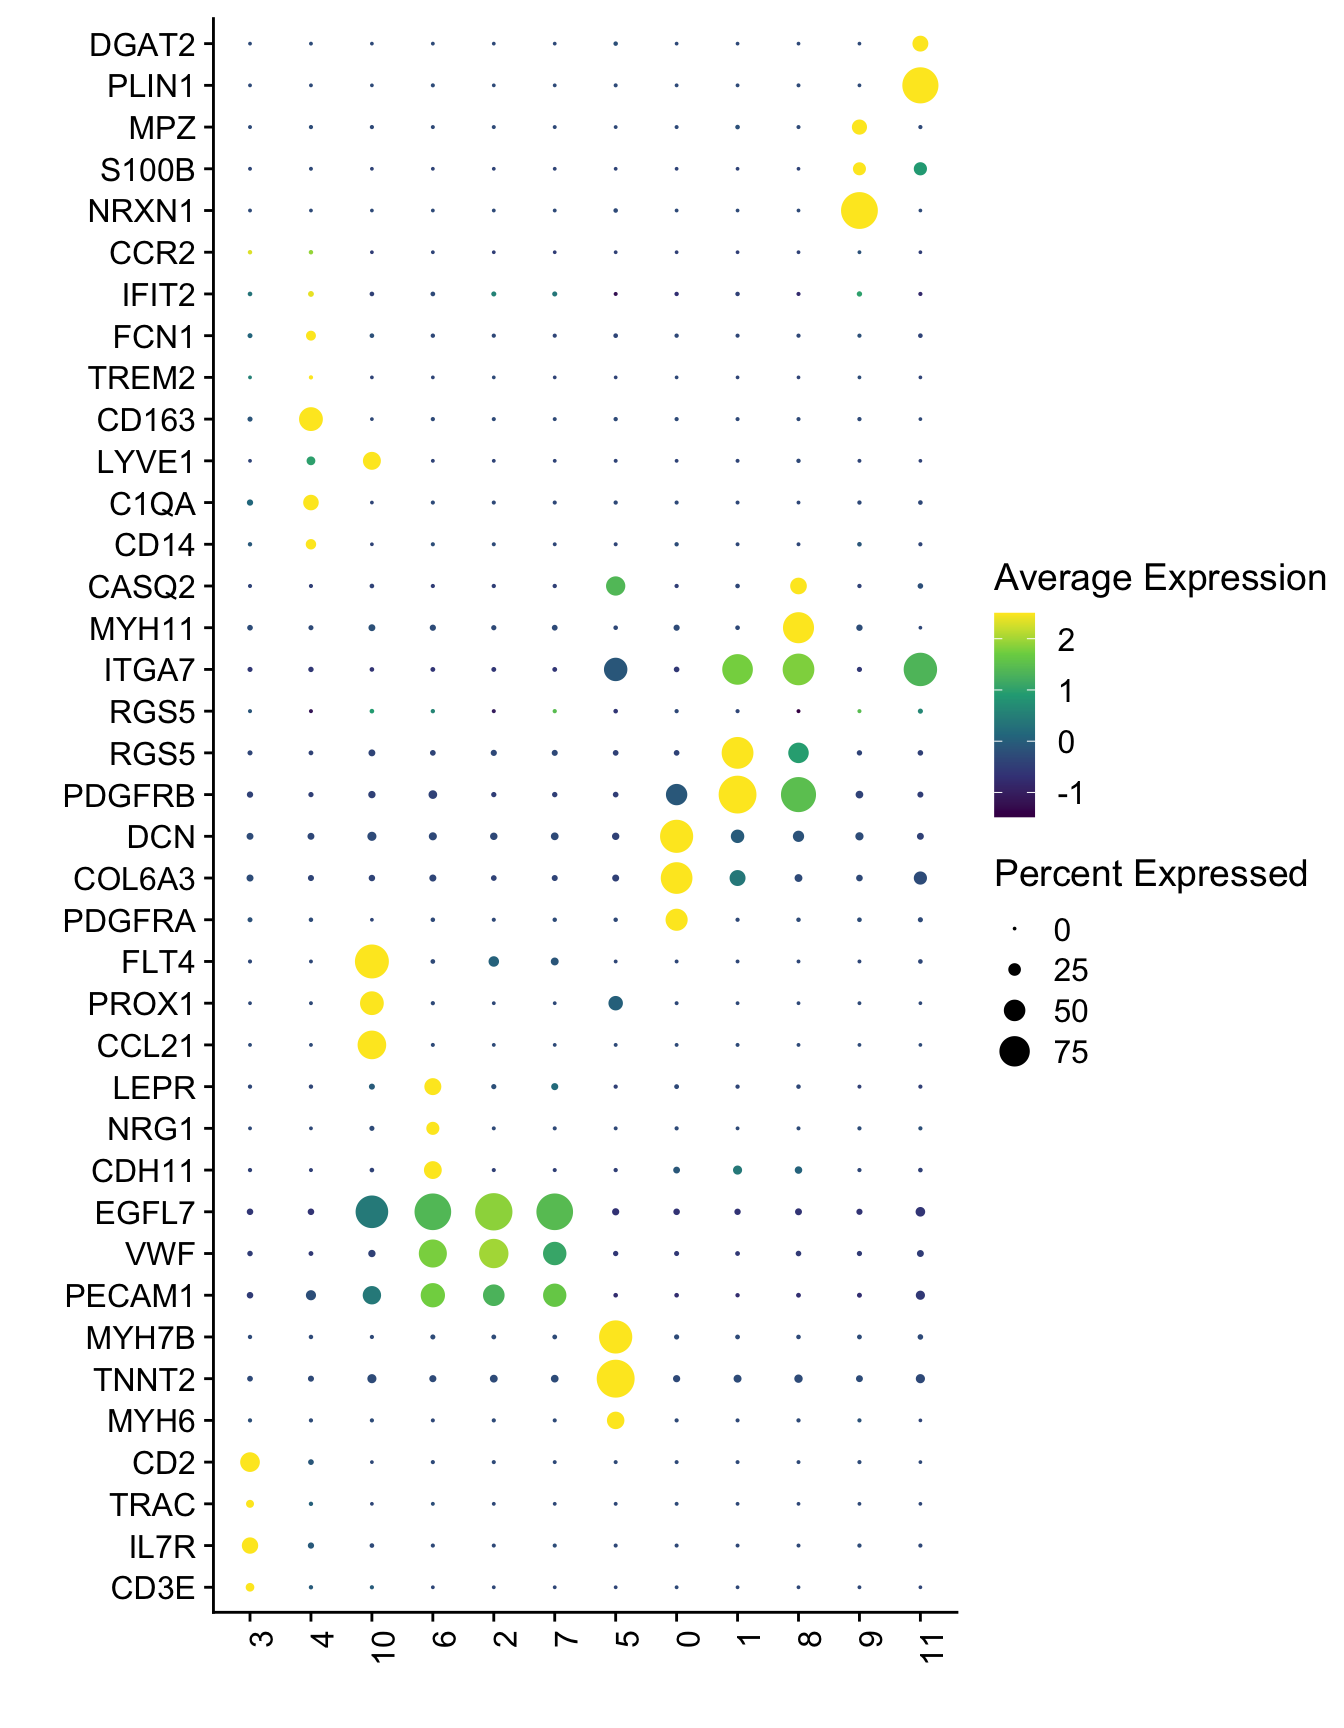 DGAT2
PLIN1
MPZ
S100B
NRXN1
CCR2
IFIT2
FCN1
TREM2
CD163
LYVE1
C1QA
CD14
CASQ2
MYH11
ITGA7
RGS5
RGS5
PDGFRB
DCN
COL6A3
PDGFRA
FLT4
PROX1
CCL21
LEPR
NRG1
CDH11
EGFL7
VWF
PECAM1
MYH7B
TNNT2
MYH6
CD2
TRAC
IL7R
CD3E
3 4 10 6 2 7 5 0 1 8 9 11
Average Expression
2
1
0
-1
Percent Expressed
0
25
50
75